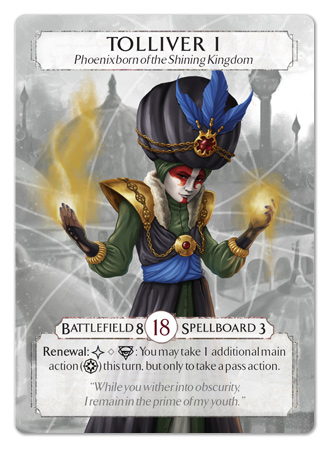 TOLLIVER I
Phoenixborn of the Shining Kingdom
BATTLEFIELD 8 18 SPELLBOARD 3
Renewal: : You may take 1 additional main
action ( ) this turn, but only to take a pass action.
“While you wither into obscurity,
I remain in the prime of my youth.”